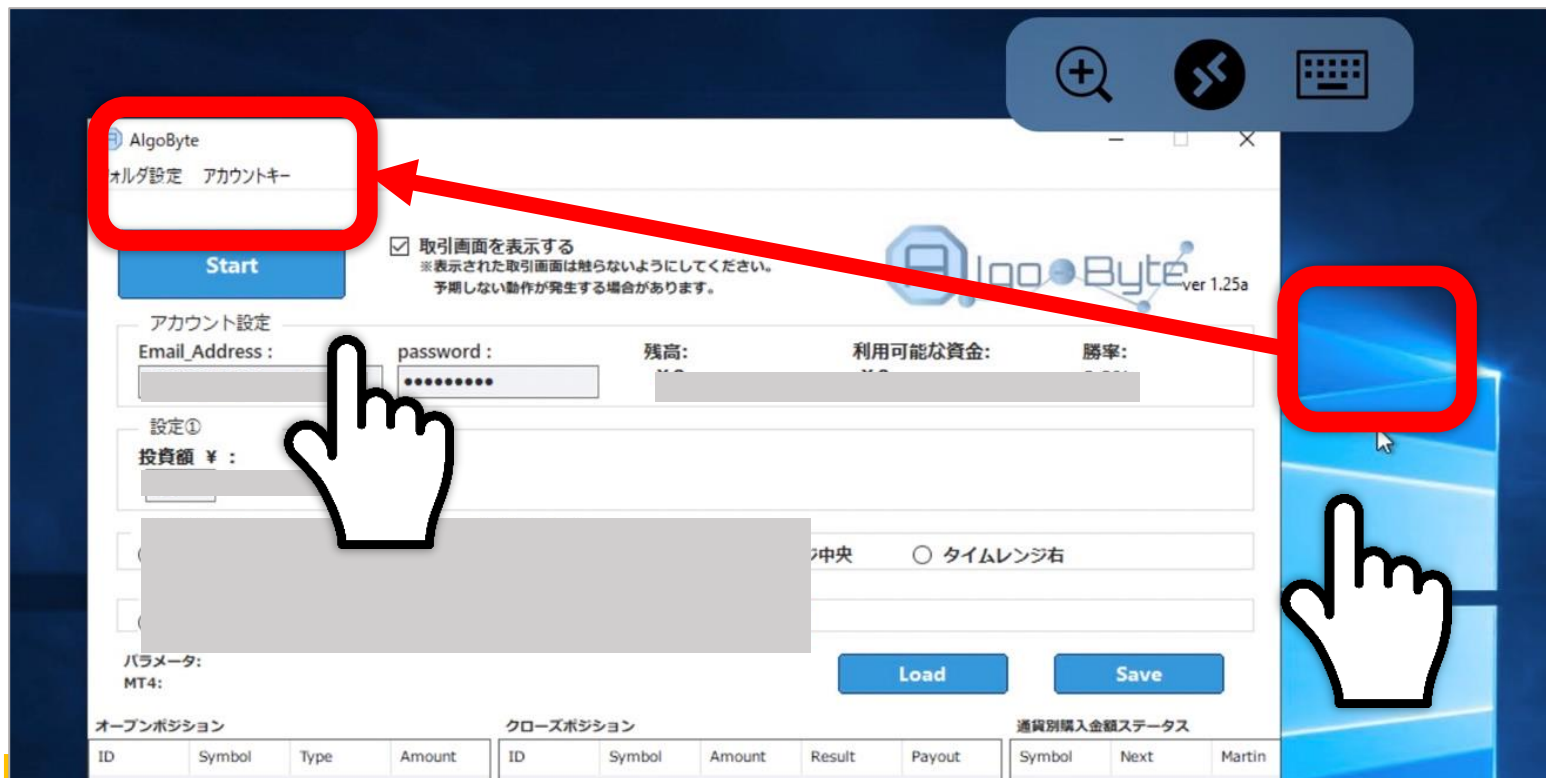 AlgoByte
ォルダ設定 アカウントキー
Start
☑ 取引画面を表示する
※表示された取引画面は触らないようにしてください。
予期しない動作が発生する場合があります。
AlgoByte
ver 1.25a
アカウント設定
Email_Address : password : 残高: 利用可能な資金: 勝率:
•••••••••
設定①
投資額 ¥ :
中央 ○ タイムレンジ右
パラメータ:
MT4:
Load Save
オープンポジション クローズポジション 通貨別購入金額ステータス
ID Symbol Type Amount ID Symbol Amount Result Payout Symbol Next Martin